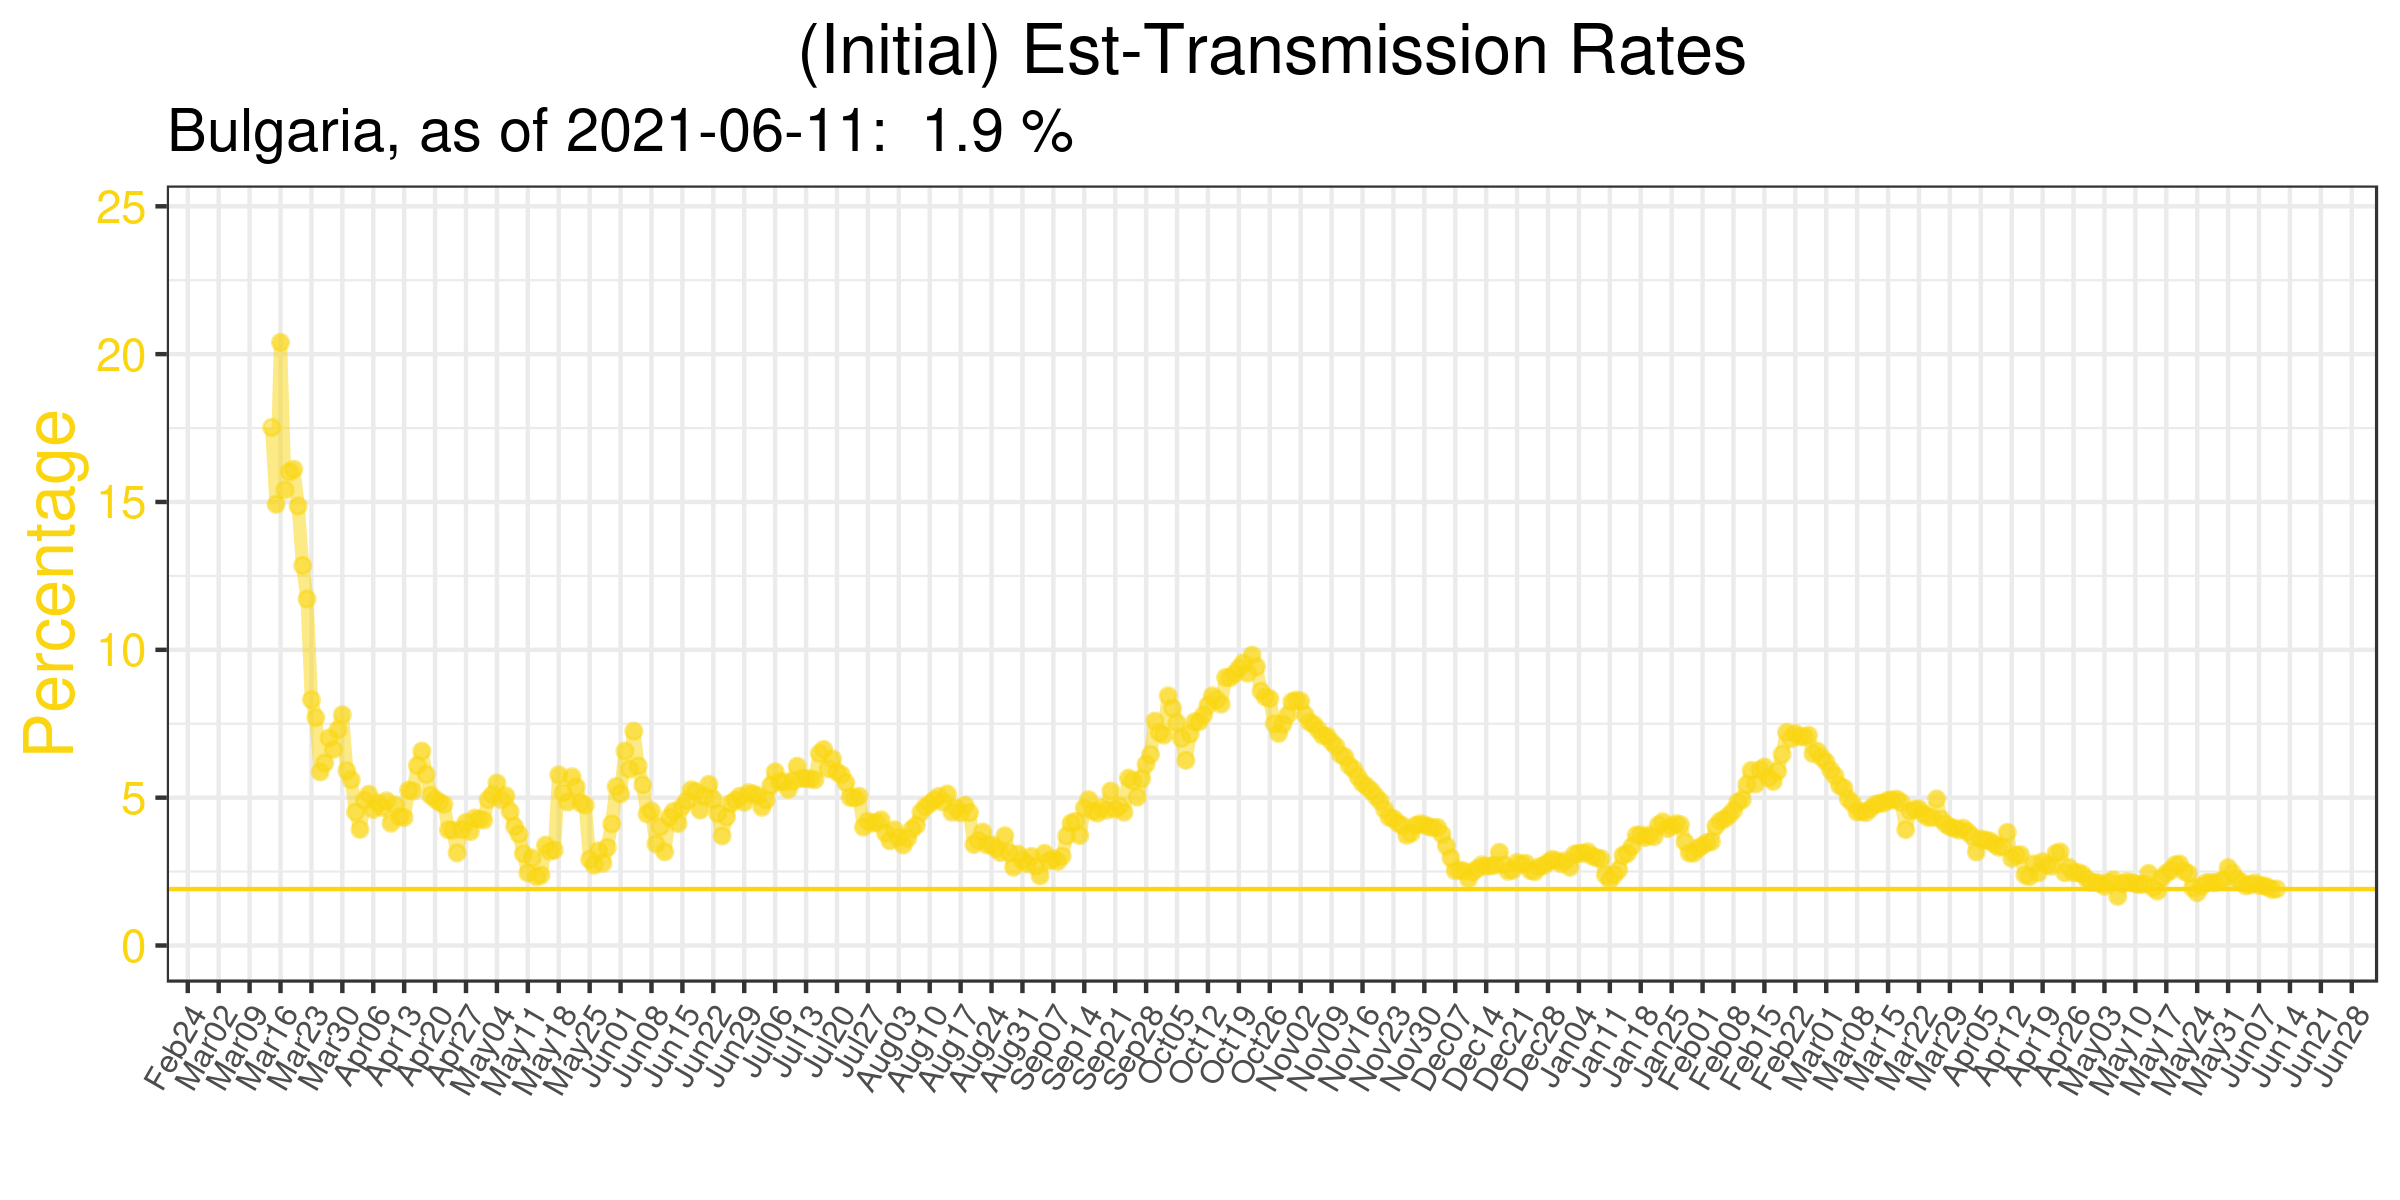 (Initial) Est-Transmission Rates
Bulgaria, as of 2021-06-11:  1.9 %
Percentage
25
20
15
10
5
0
Feb24
Mar02
Mar09
Mar16
Mar23
Mar30
Apr06
Apr13
Apr20
Apr27
May04
May11
May18
May25
Jun01
Jun08
Jun15
Jun22
Jun29
Jul06
Jul13
Jul20
Jul27
Aug03
Aug10
Aug17
Aug24
Aug31
Sep07
Sep14
Sep21
Sep28
Oct05
Oct12
Oct19
Oct26
Nov02
Nov09
Nov16
Nov23
Nov30
Dec07
Dec14
Dec21
Dec28
Jan04
Jan11
Jan18
Jan25
Feb01
Feb08
Feb15
Feb22
Mar01
Mar08
Mar15
Mar22
Mar29
Apr05
Apr12
Apr19
Apr26
May03
May10
May17
May24
May31
Jun07
Jun14
Jun21
Jun28